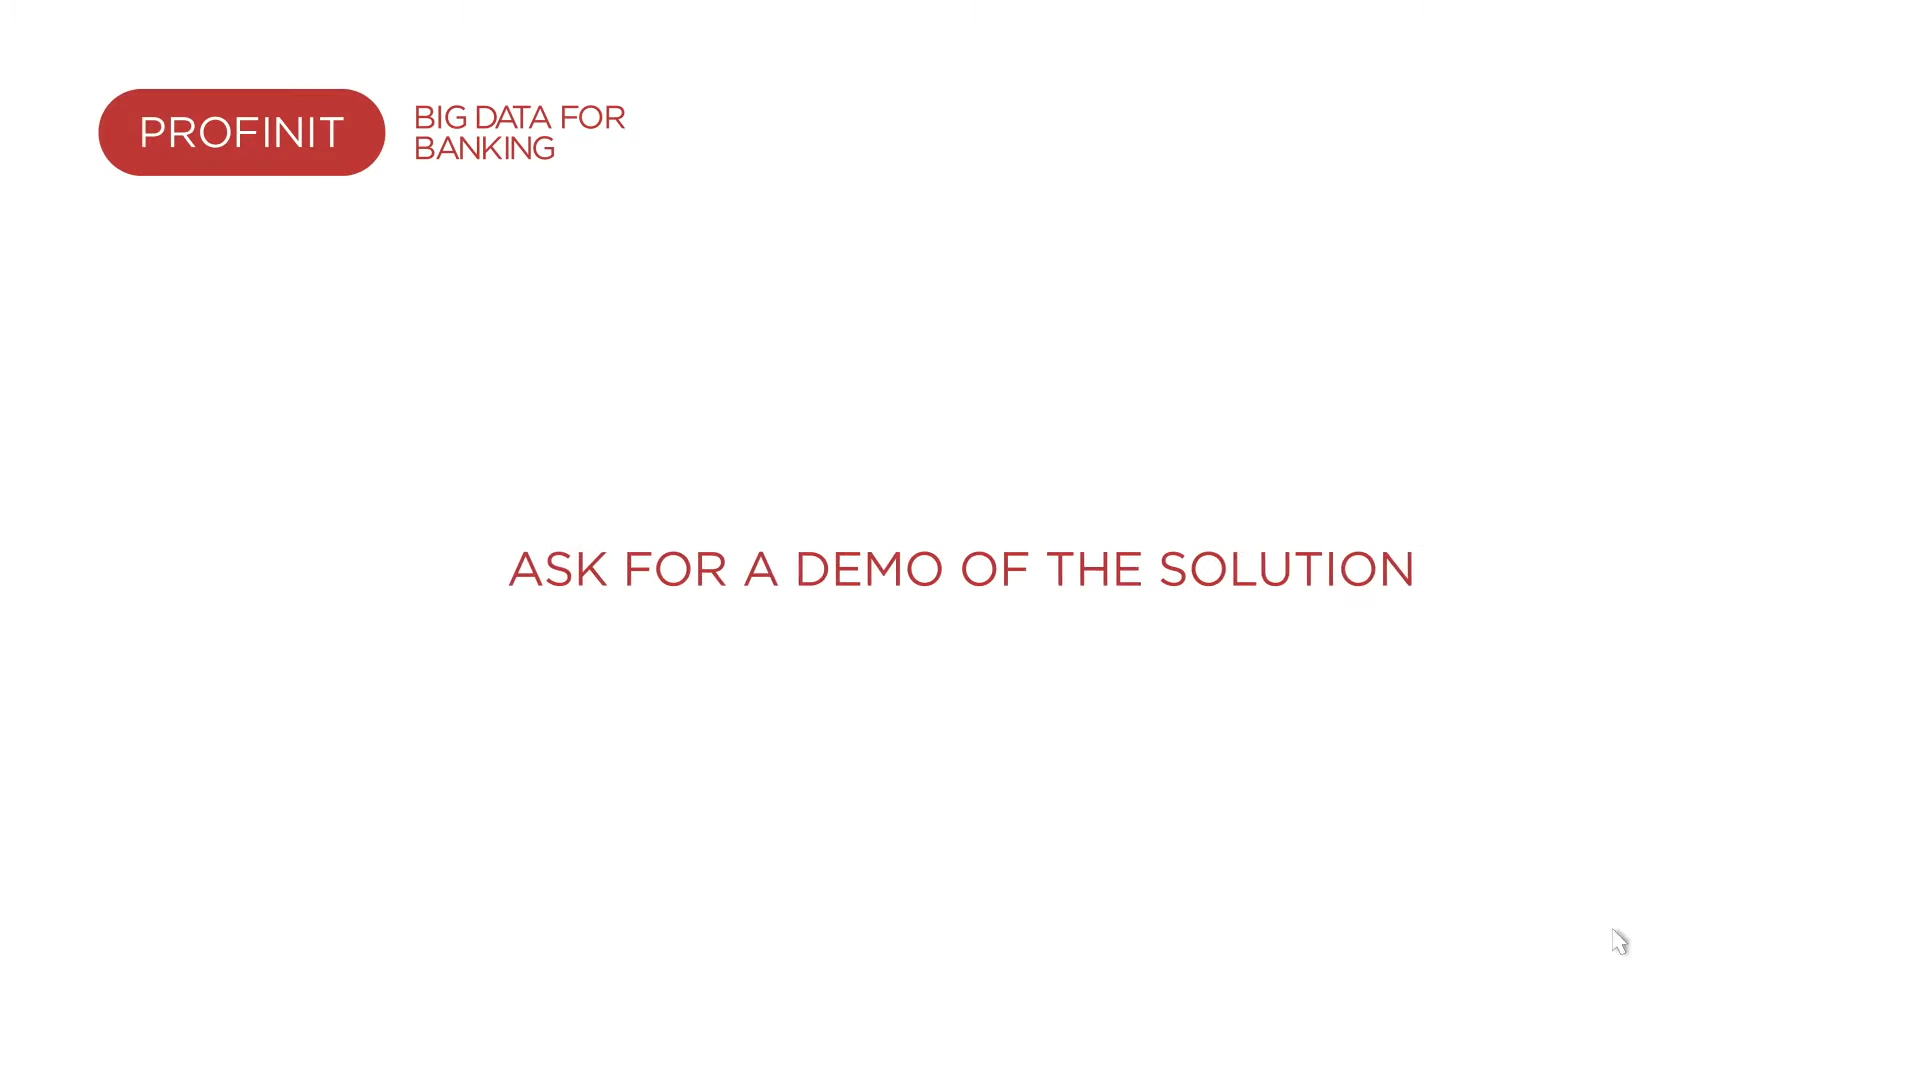 PROFINIT
BIG DATA FOR
BANKING
ASK FOR A DEMO OF THE SOLUTION